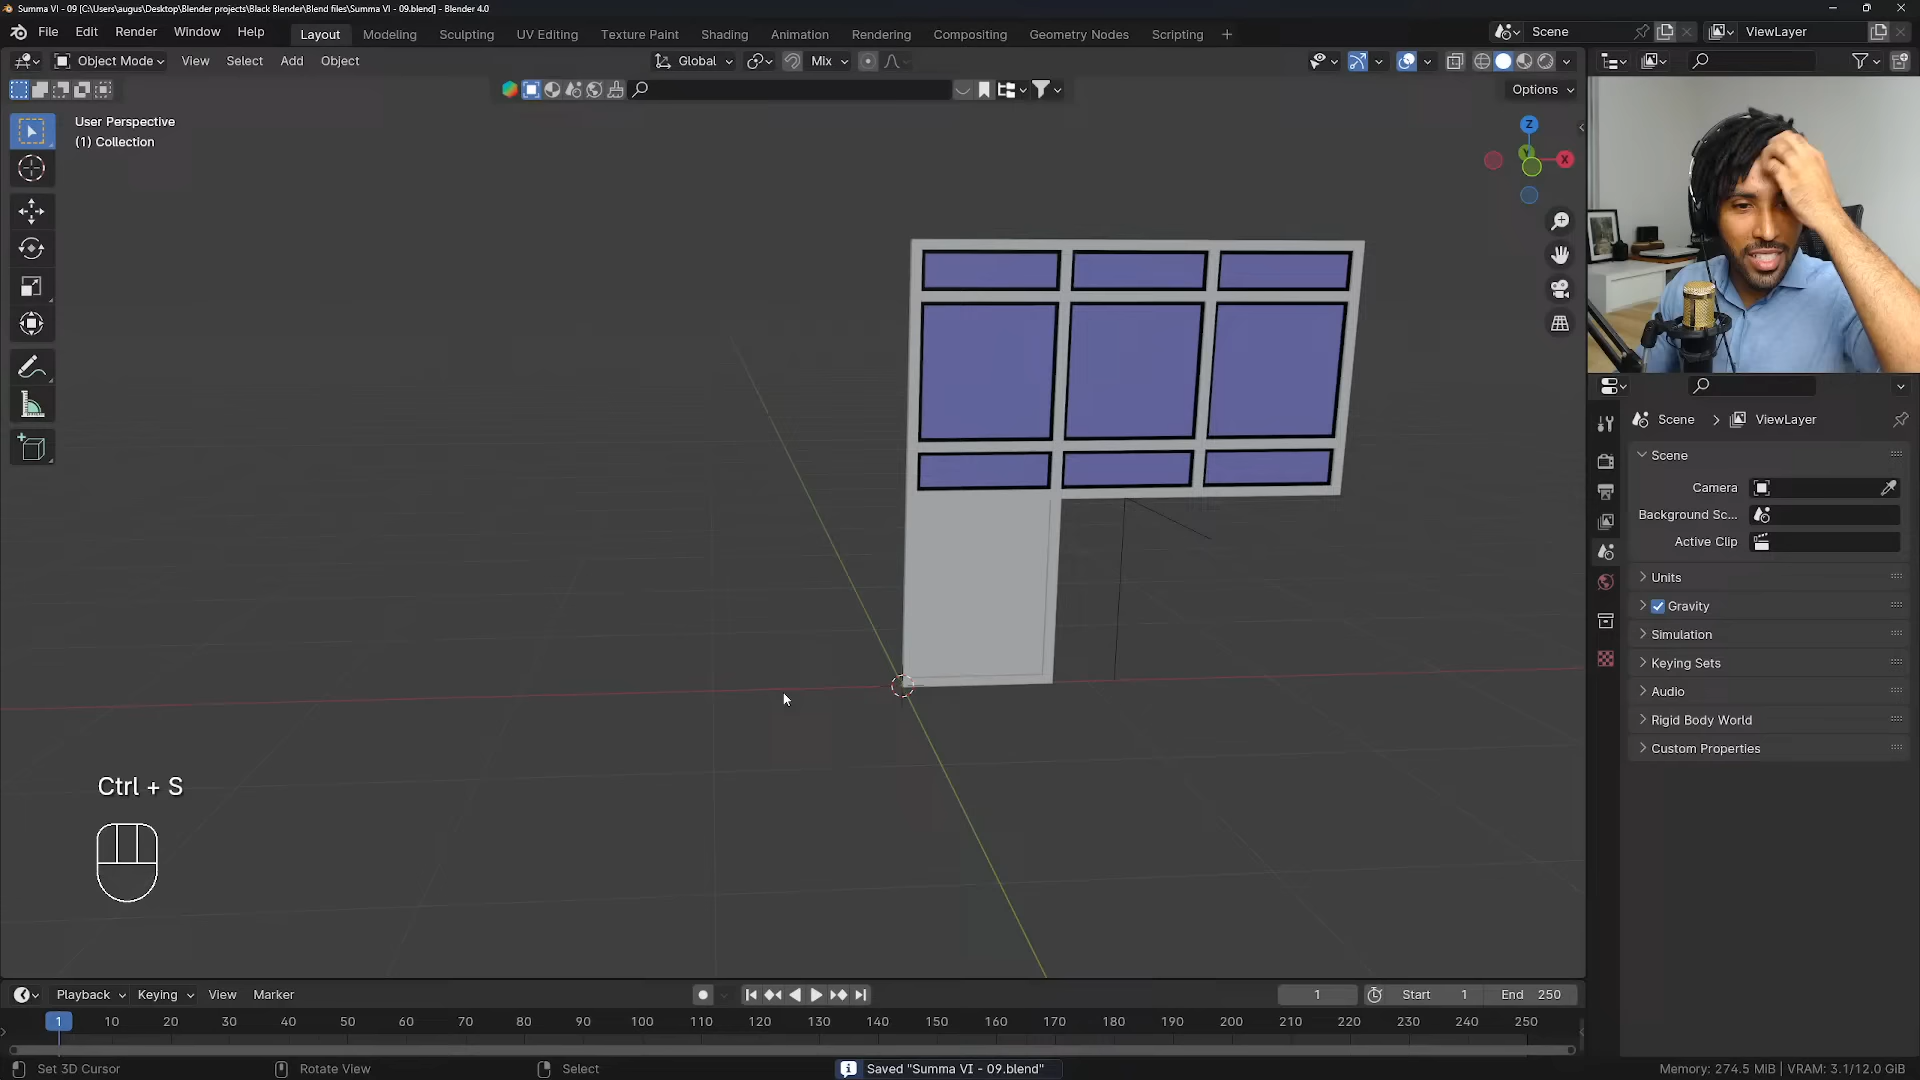 Summa VI - 09 [C:\Users\augus\Desktop\Blender projects\Black Blender\Blend files\Summa VI - 09.blend] - Blender 4.0
File Edit Render Window Help Layout Modeling Sculpting UV Editing Texture Paint Shading Animation Rendering Compositing Geometry Nodes Scripting + Scene ViewLayer
Object Mode View Select Add Object Global Mix
Options
User Perspective
(1) Collection
Z
Y
X
Scene > ViewLayer
Scene
Camera
Background Sc...
Active Clip
Units
Gravity
Simulation
Keying Sets
Audio
Rigid Body World
Custom Properties
Ctrl + S
Playback Keying View Marker 1 Start 1 End 250
1 10 20 30 40 50 60 70 80 90 100 110 120 130 140 150 160 170 180 190 200 210 220 230 240 250
Set 3D Cursor Rotate View Select Saved "Summa VI - 09.blend" Memory: 274.5 MiB | VRAM: 3.1/12.0 GiB